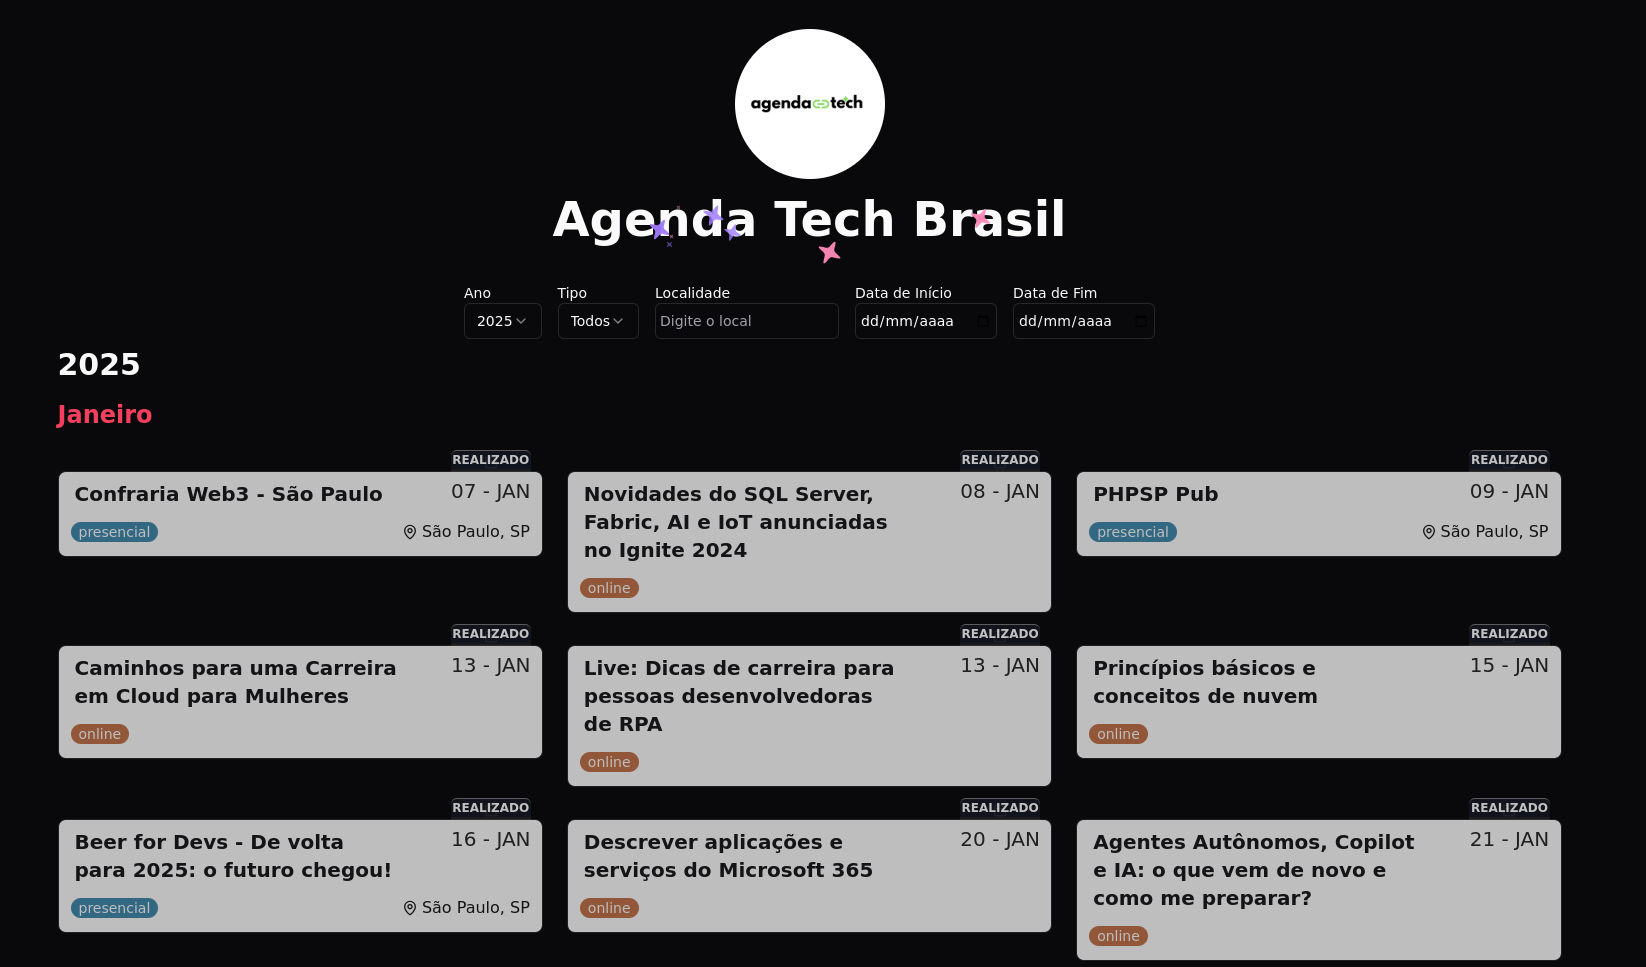 agenda tech
Agenda Tech Brasil
Ano
Tipo
Localidade
Data de Início
Data de Fim
2025
Todos
Digite o local
dd/mm/aaaa
dd/mm/aaaa
2025
Janeiro
REALIZADO
Confraria Web3 - São Paulo
07 - JAN
presencial
São Paulo, SP
REALIZADO
Novidades do SQL Server,
Fabric, AI e IoT anunciadas
no Ignite 2024
08 - JAN
online
REALIZADO
PHPSP Pub
09 - JAN
presencial
São Paulo, SP
REALIZADO
Caminhos para uma Carreira
em Cloud para Mulheres
13 - JAN
online
REALIZADO
Live: Dicas de carreira para
pessoas desenvolvedoras
de RPA
13 - JAN
online
REALIZADO
Princípios básicos e
conceitos de nuvem
15 - JAN
online
REALIZADO
Beer for Devs - De volta
para 2025: o futuro chegou!
16 - JAN
presencial
São Paulo, SP
REALIZADO
Descrever aplicações e
serviços do Microsoft 365
20 - JAN
online
REALIZADO
Agentes Autônomos, Copilot
e IA: o que vem de novo e
como me preparar?
21 - JAN
online